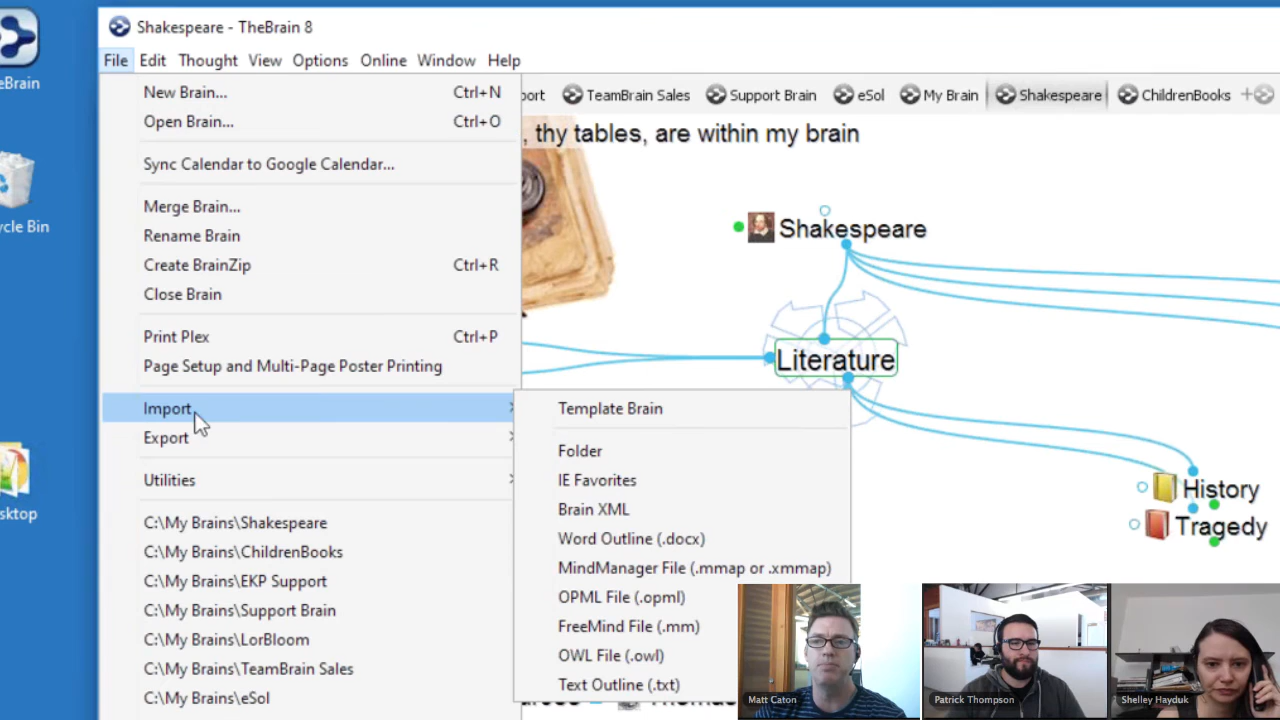 Shakespeare - TheBrain 8
eBrain
File Edit Thought View Options Online Window Help
New Brain... Ctrl+N
Open Brain... Ctrl+O
Sync Calendar to Google Calendar...
Merge Brain...
Rename Brain
Create BrainZip Ctrl+R
Close Brain
Print Plex Ctrl+P
Page Setup and Multi-Page Poster Printing
Import
Export
Utilities
C:\My Brains\Shakespeare
C:\My Brains\ChildrenBooks
C:\My Brains\EKP Support
C:\My Brains\Support Brain
C:\My Brains\LorBloom
C:\My Brains\TeamBrain Sales
C:\My Brains\eSol
Template Brain
Folder
IE Favorites
Brain XML
Word Outline (.docx)
MindManager File (.mmap or .xmmap)
OPML File (.opml)
FreeMind File (.mm)
OWL File (.owl)
Text Outline (.txt)
port TeamBrain Sales Support Brain eSol My Brain Shakespeare ChildrenBooks +
, thy tables, are within my brain
Shakespeare
Literature
History
Tragedy
ycle Bin
sktop
Matt Caton
Patrick Thompson
Shelley Hayduk